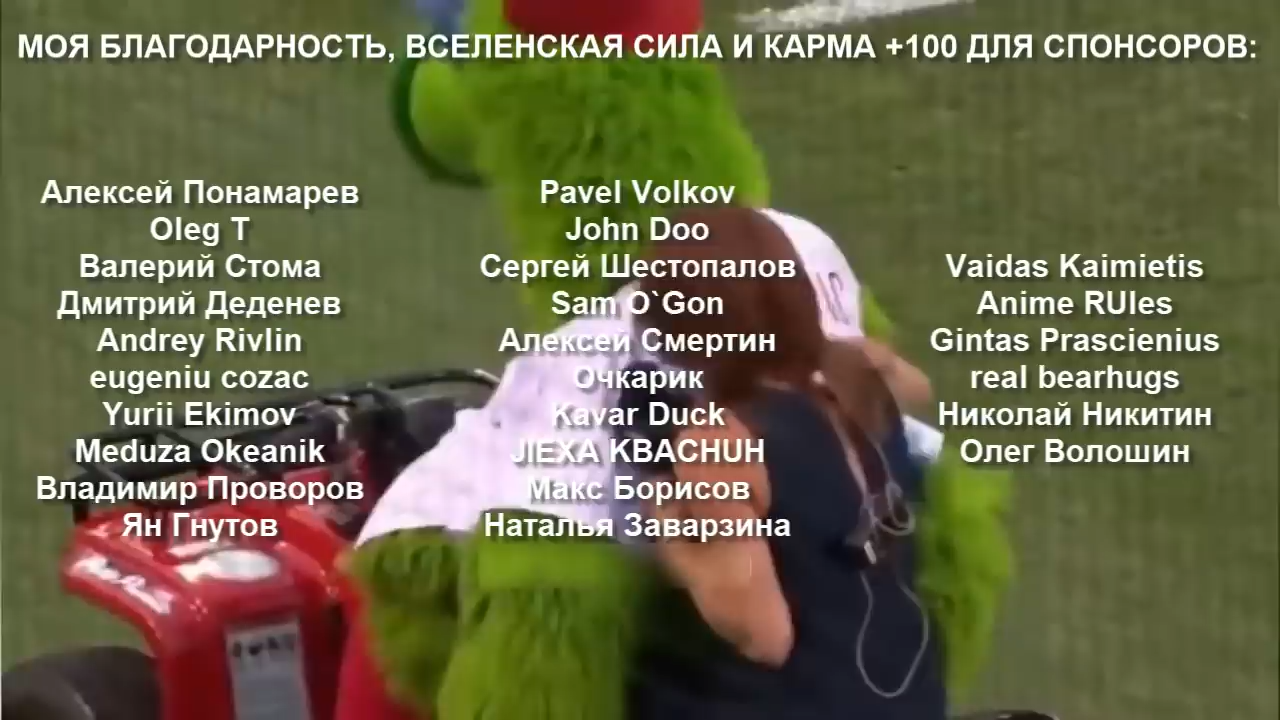 МОЯ БЛАГОДАРНОСТЬ, ВСЕЛЕНСКАЯ СИЛА И КАРМА +100 ДЛЯ СПОНСОРОВ:
Алексей Понамарев
Oleg T
Валерий Стома
Дмитрий Деденев
Andrey Rivlin
eugeniu cozac
Yurii Ekimov
Meduza Okeanik
Владимир Проворов
Ян Гнутов
Pavel Volkov
John Doo
Сергей Шестопалов
Sam O`Gon
Алексей Смертин
Очкарик
Kavar Duck
JIEXA KBACHUH
Макс Борисов
Наталья Заварзина
Vaidas Kaimietis
Anime RUles
Gintas Prascienius
real bearhugs
Николай Никитин
Олег Волошин